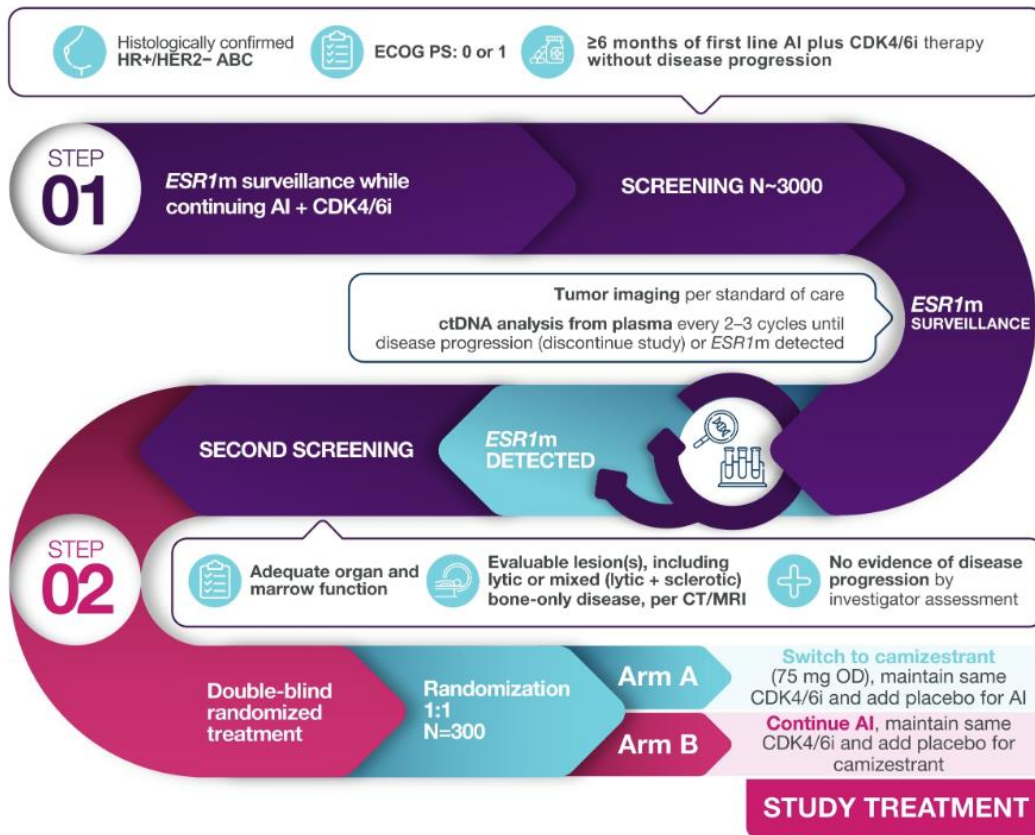 Histologically confirmed
HR+/HER2− ABC
ECOG PS: 0 or 1
≥6 months of first line AI plus CDK4/6i therapy
without disease progression
STEP
01
ESR1m surveillance while
continuing AI + CDK4/6i
SCREENING N~3000
ESR1m
SURVEILLANCE
Tumor imaging per standard of care
ctDNA analysis from plasma every 2–3 cycles until
disease progression (discontinue study) or ESR1m detected
ESR1m
DETECTED
SECOND SCREENING
STEP
02
Adequate organ and
marrow function
Evaluable lesion(s), including
lytic or mixed (lytic + sclerotic)
bone-only disease, per CT/MRI
No evidence of disease
progression by
investigator assessment
Double-blind
randomized
treatment
Randomization
1:1
N=300
Arm A
Switch to camizestrant
(75 mg OD), maintain same
CDK4/6i and add placebo for AI
Arm B
Continue AI, maintain same
CDK4/6i and add placebo for
camizestrant
STUDY TREATMENT